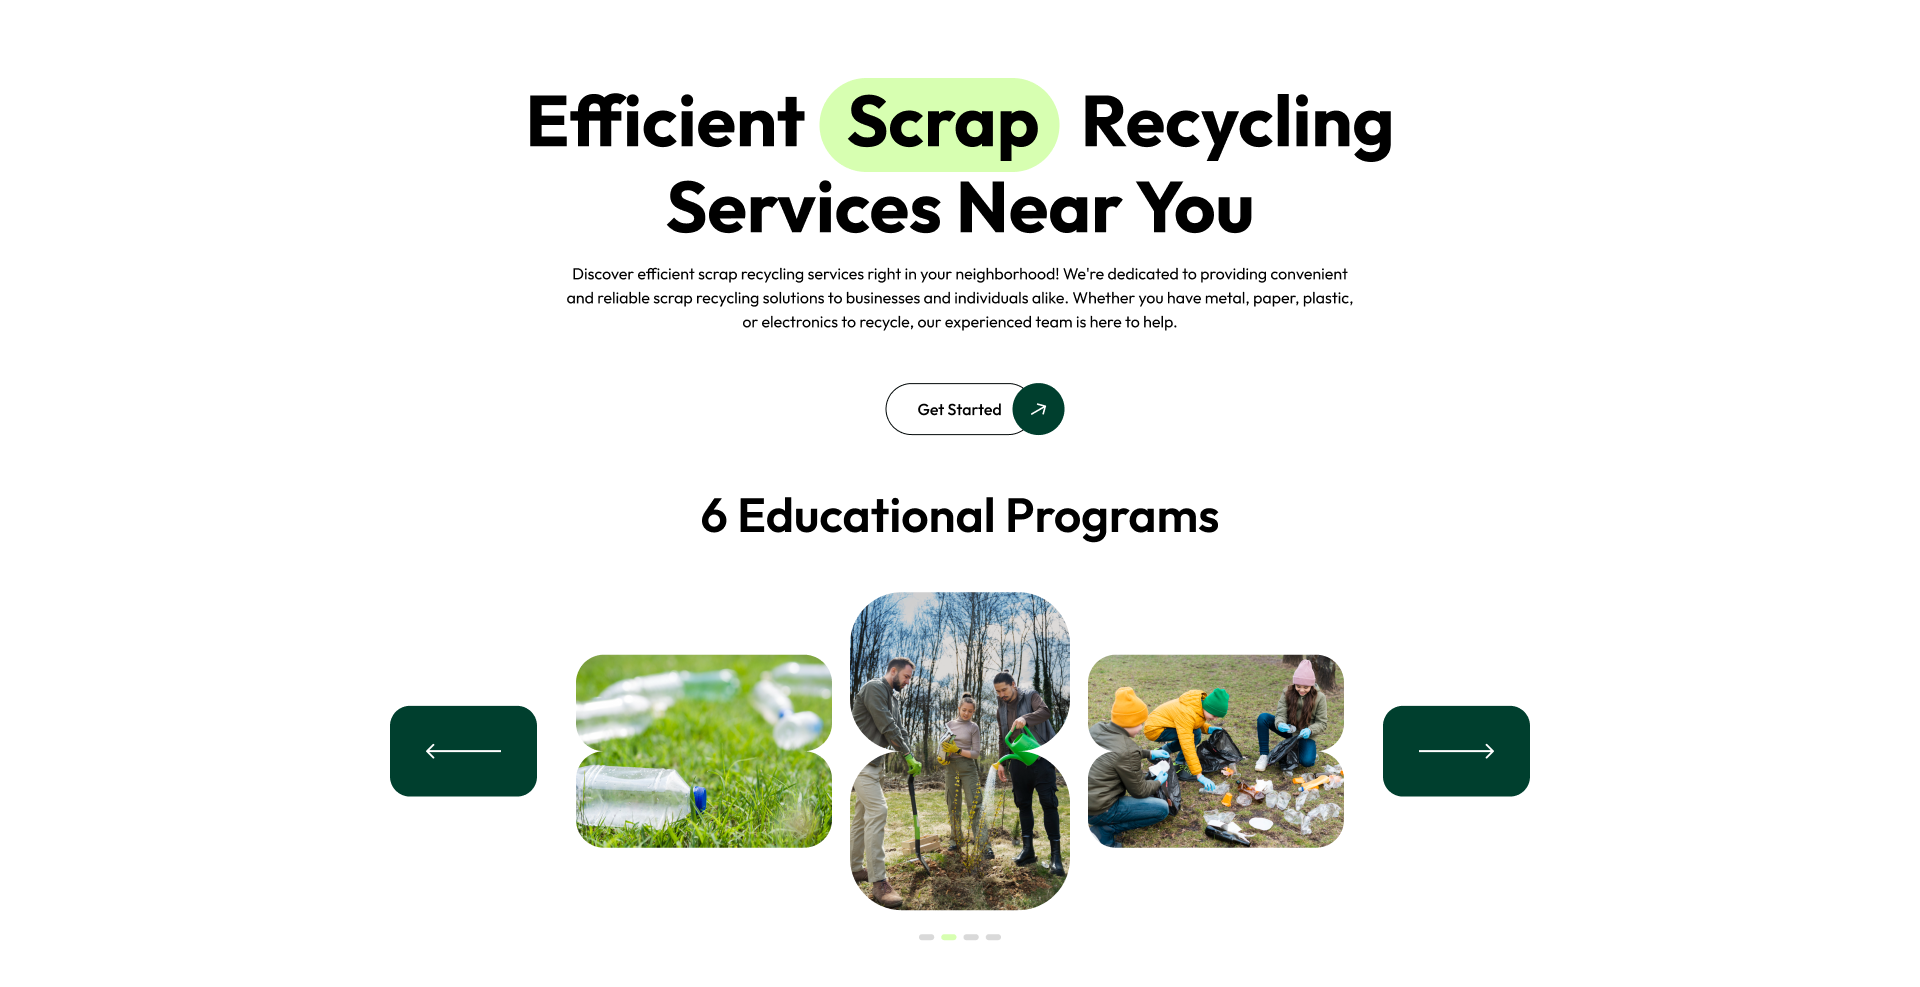 Efficient Scrap Recycling
Services Near You
Discover efficient scrap recycling services right in your neighborhood! We're dedicated to providing convenient
and reliable scrap recycling solutions to businesses and individuals alike. Whether you have metal, paper, plastic,
or electronics to recycle, our experienced team is here to help.
Get Started
6 Educational Programs